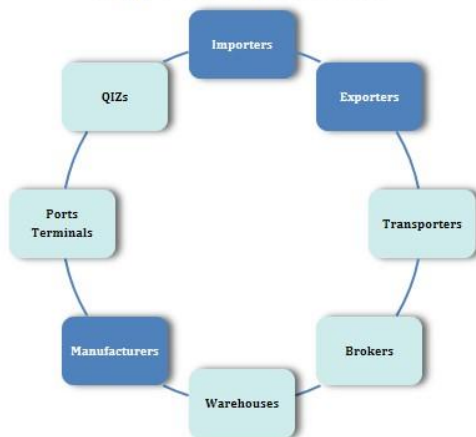 Importers
Exporters
Transporters
Brokers
Warehouses
Manufacturers
Ports
Terminals
QIZs